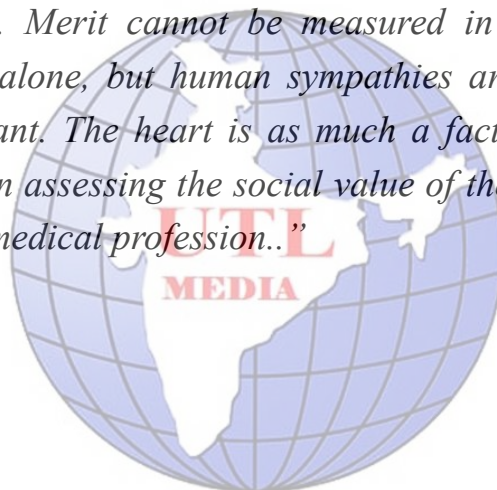 . Merit cannot be measured in
alone, but human sympathies ar
ant. The heart is as much a fact
n assessing the social value of the
medical profession..”
UTL
MEDIA